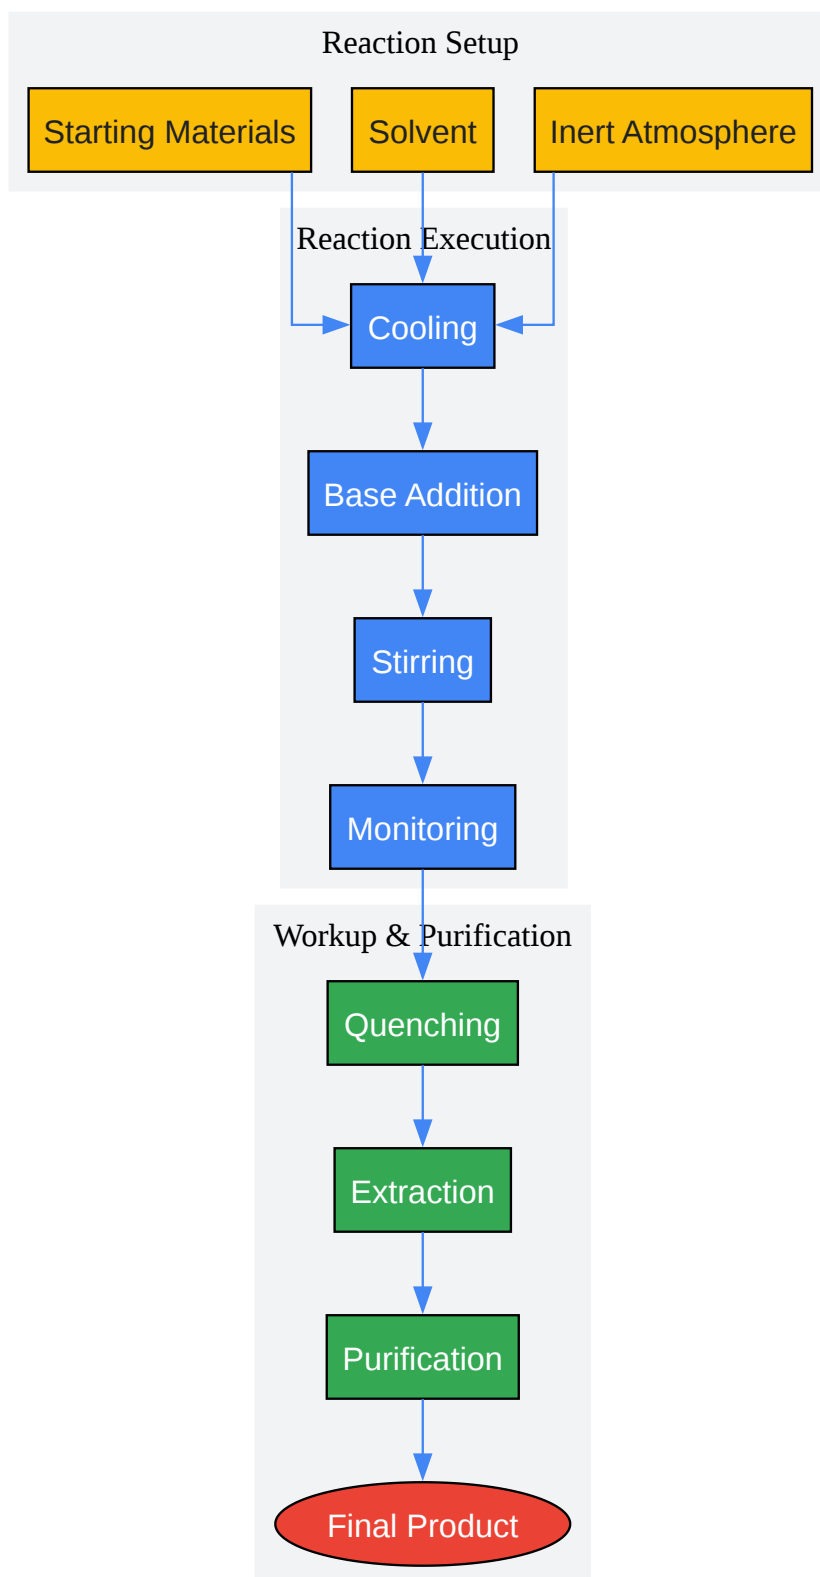 Reaction Setup
Starting Materials
Solvent
Inert Atmosphere
Reaction Execution
Cooling
Base Addition
Stirring
Monitoring
Workup & Purification
Quenching
Extraction
Purification
Final Product